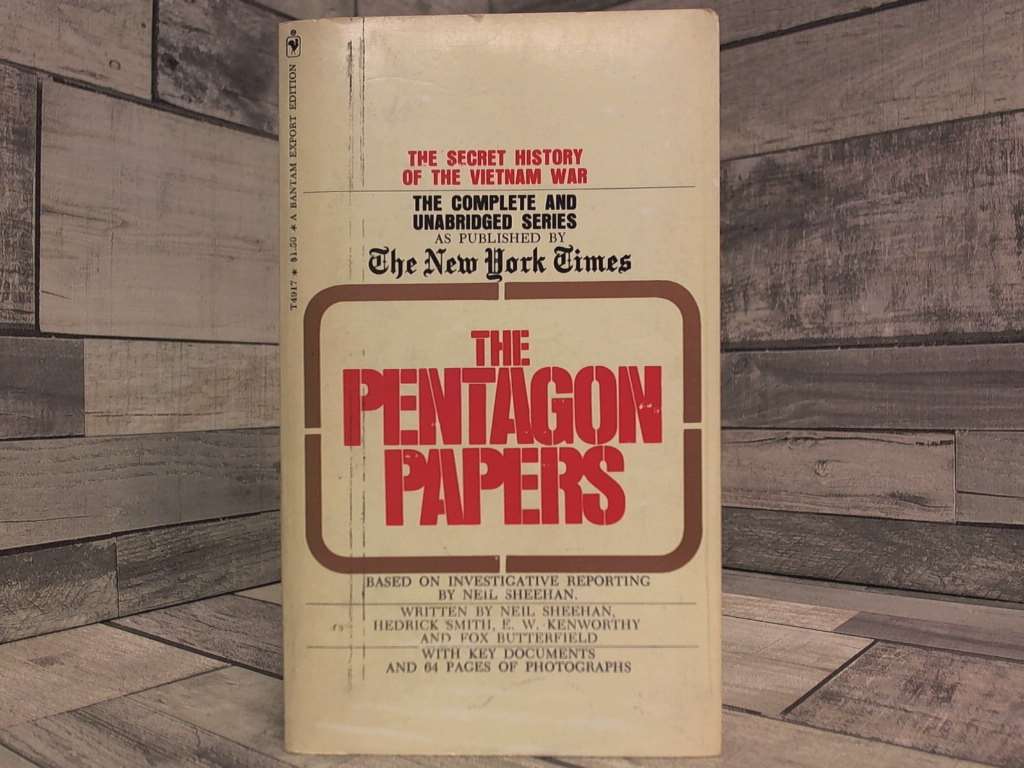 T4917 * $1.50 * A BANTAM EXPORT EDITION
THE SECRET HISTORY
OF THE VIETNAM WAR
THE COMPLETE AND
UNABRIDGED SERIES
AS PUBLISHED BY
The New York Times
THE
PENTAGON
PAPERS
BASED ON INVESTIGATIVE REPORTING
BY NEIL SHEEHAN.
WRITTEN BY NEIL SHEEHAN,
HEDRICK SMITH, E. W. KENWORTHY
AND FOX BUTTERFIELD
WITH KEY DOCUMENTS
AND 64 PAGES OF PHOTOGRAPHS